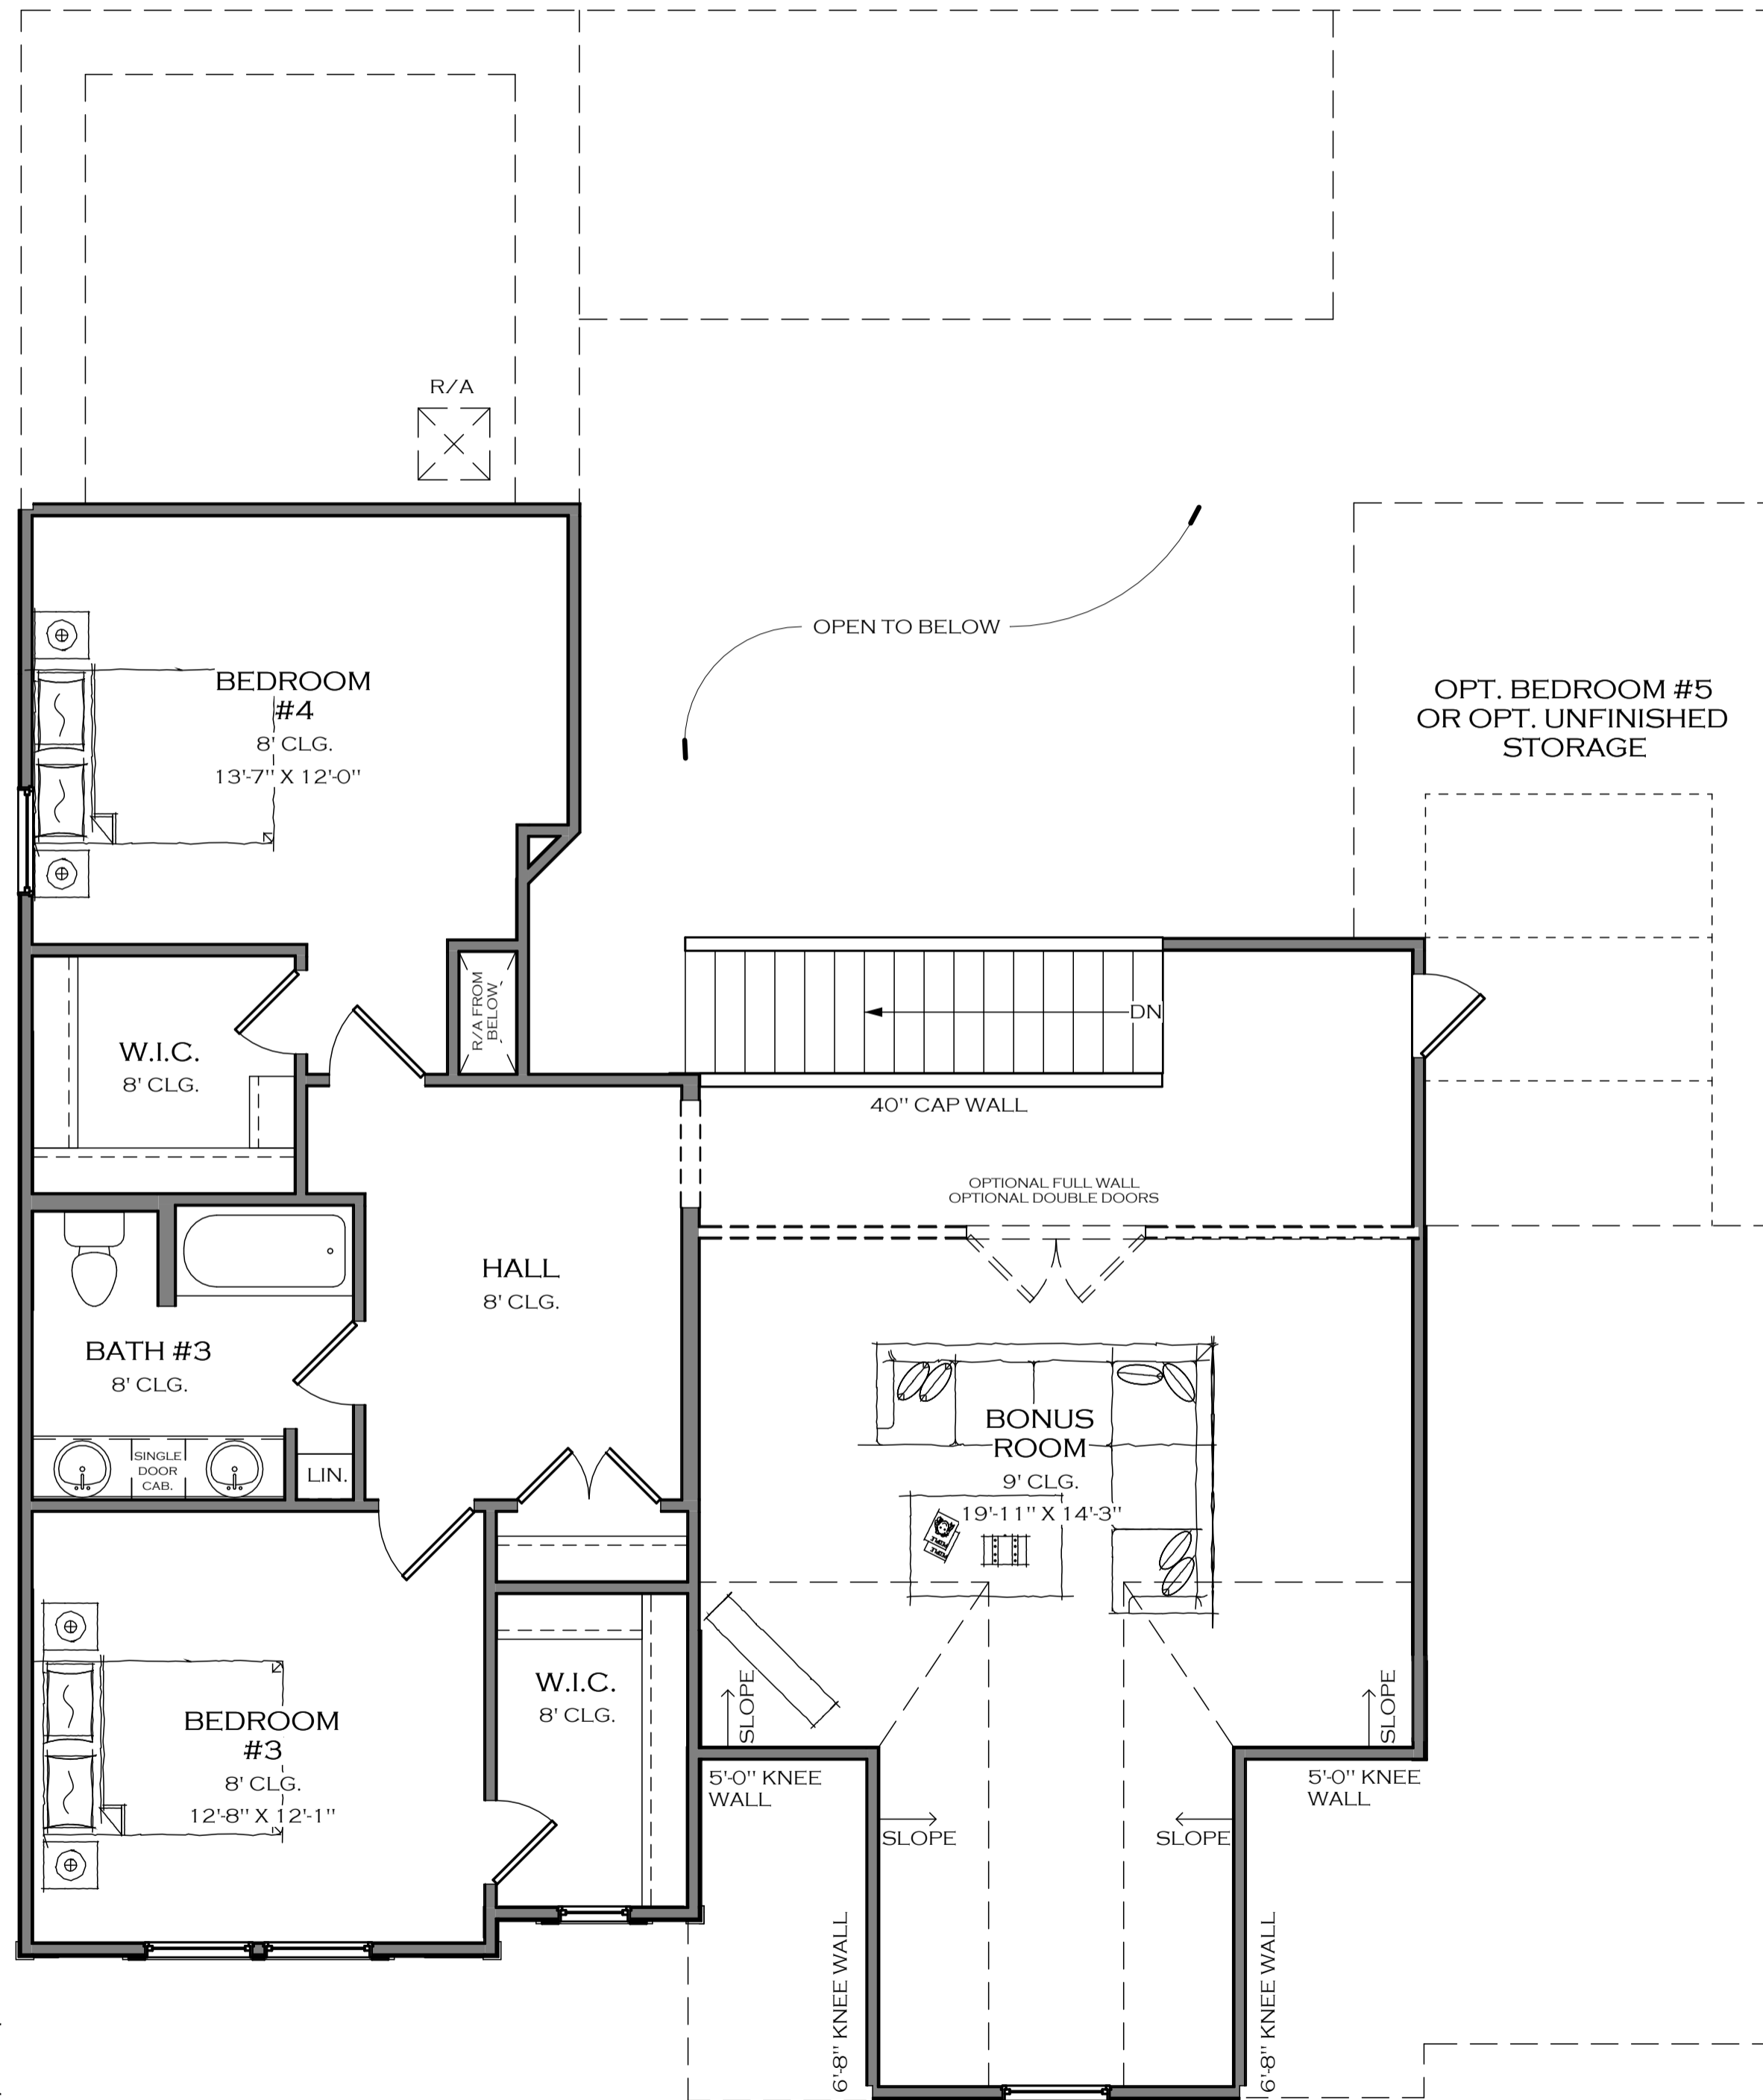 R/A
OPEN TO BELOW
BEDROOM
#4
8' CLG.
13'-7" X 12'-0"
OPT. BEDROOM #5
OR OPT. UNFINISHED
STORAGE
R/A FROM
BELOW
DN
W.I.C.
8' CLG.
40" CAP WALL
OPTIONAL FULL WALL
OPTIONAL DOUBLE DOORS
HALL
8' CLG.
BATH #3
8' CLG.
SINGLE
DOOR
CAB.
LIN.
BONUS
ROOM
9' CLG.
19'-11" X 14'-3"
W.I.C.
8' CLG.
SLOPE
SLOPE
BEDROOM
#3
8' CLG.
12'-8" X 12'-1"
5'-0" KNEE
WALL
5'-0" KNEE
WALL
SLOPE
SLOPE
6'-8" KNEE WALL
6'-8" KNEE WALL